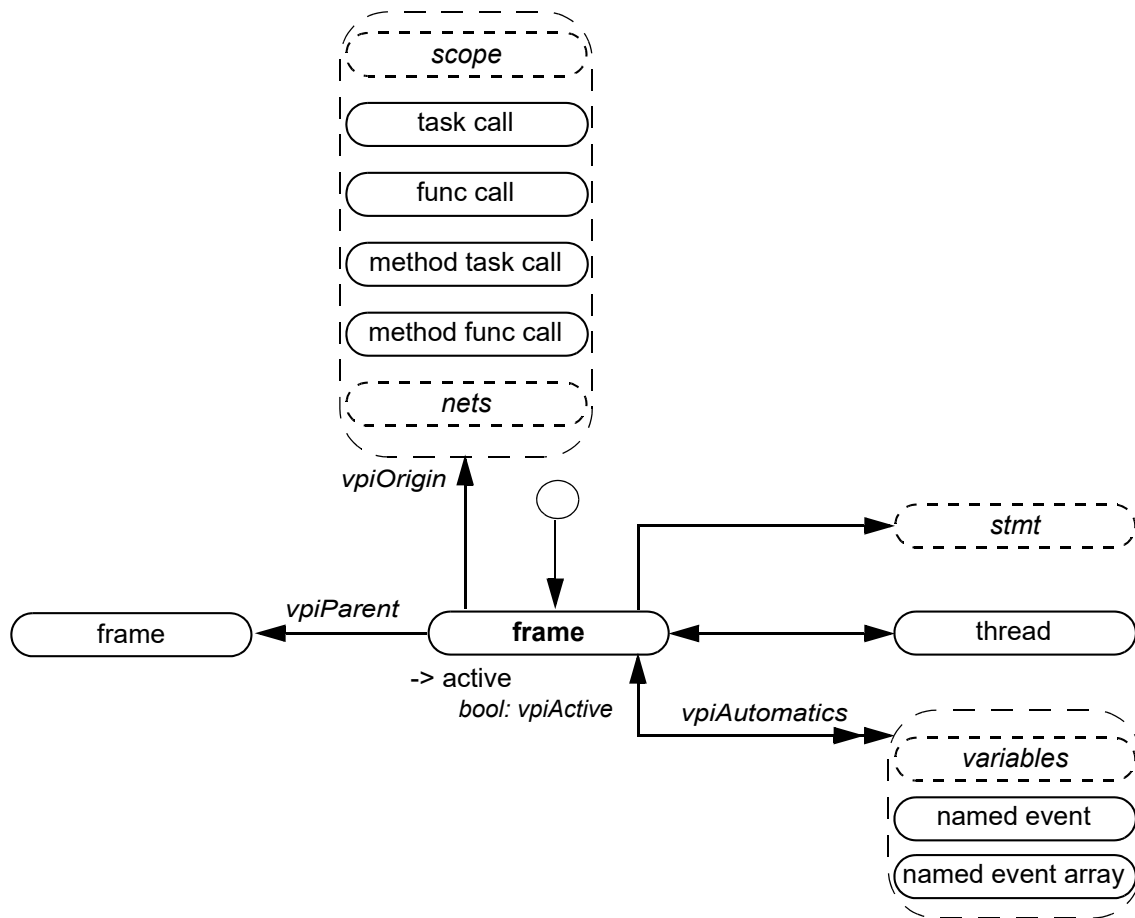 scope
task call
func call
method task call
method func call
nets
vpiOrigin
stmt
vpiParent
frame
frame
thread
-> active
bool: vpiActive
vpiAutomatics
variables
named event
named event array